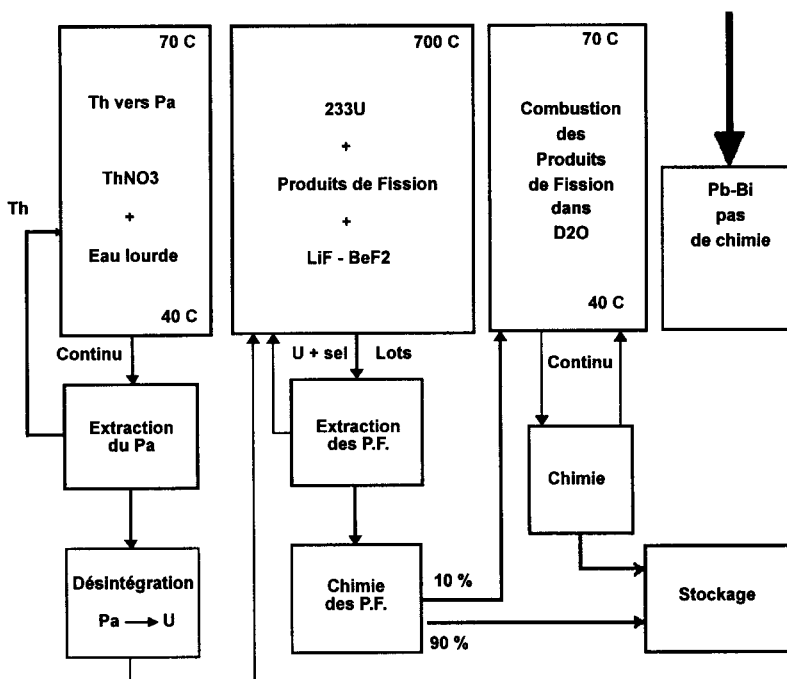 70 C
Th vers Pa
ThNO3
+
Eau lourde
40 C
Th
Continu
Extraction
du Pa
Désintégration
Pa → U
700 C
233U
+
Produits de Fission
+
LiF - BeF2
U + sel
Lots
Extraction
des P.F.
Chimie
des P.F.
10 %
90 %
70 C
Combustion
des
Produits
de Fission
dans
D2O
40 C
Continu
Chimie
Pb-Bi
pas
de chimie
Stockage